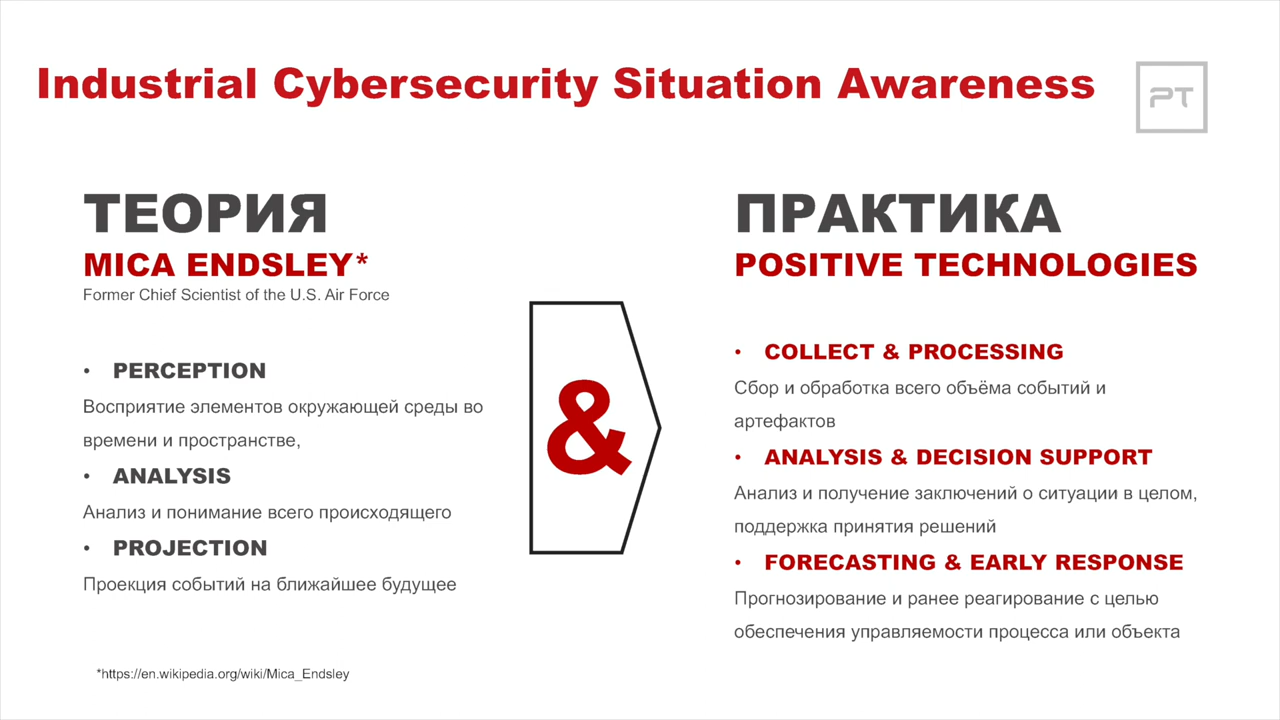 Industrial Cybersecurity Situation Awareness
PT
ТЕОРИЯ
MICA ENDSLEY*
Former Chief Scientist of the U.S. Air Force
• PERCEPTION
Восприятие элементов окружающей среды во
времени и пространстве,
• ANALYSIS
Анализ и понимание всего происходящего
• PROJECTION
Проекция событий на ближайшее будущее
&
ПРАКТИКА
POSITIVE TECHNOLOGIES
• COLLECT & PROCESSING
Сбор и обработка всего объёма событий и
артефактов
• ANALYSIS & DECISION SUPPORT
Анализ и получение заключений о ситуации в целом,
поддержка принятия решений
• FORECASTING & EARLY RESPONSE
Прогнозирование и ранее реагирование с целью
обеспечения управляемости процесса или объекта
*https://en.wikipedia.org/wiki/Mica_Endsley